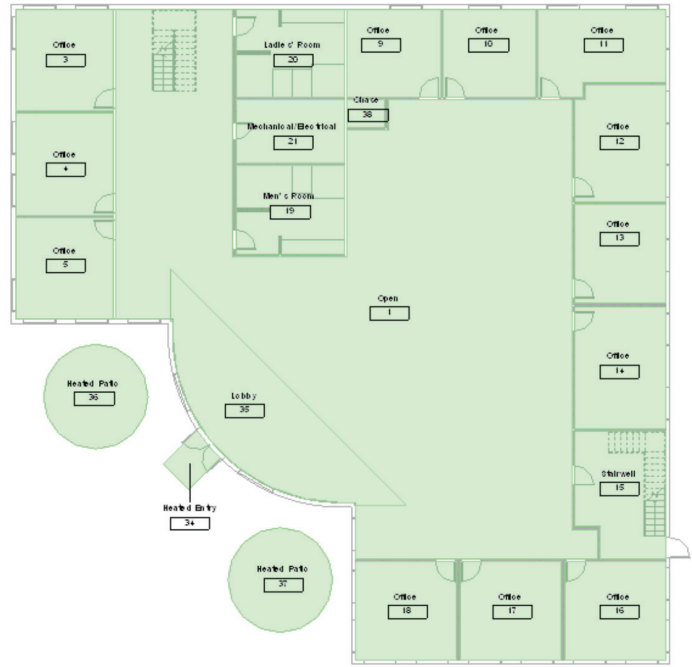 Office
3
Ladies' Room
20
Office
9
Office
10
Office
11
Chase
38
Mechanical/Electrical
21
Office
12
Office
4
Men's Room
19
Office
13
Office
5
Open
1
Office
14
Heated Patio
36
Lobby
35
Stairwell
15
Heated Entry
34
Heated Patio
37
Office
18
Office
17
Office
16